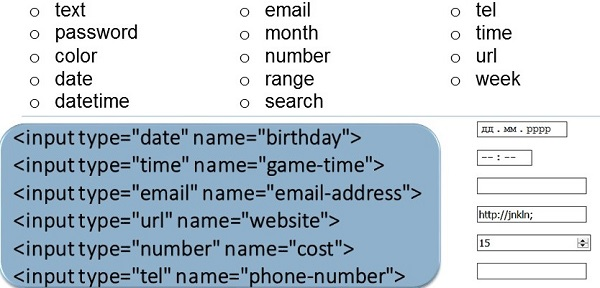 text
password
color
date
datetime
email
month
number
range
search
tel
time
url
week
<input type="date" name="birthday">
<input type="time" name="game-time">
<input type="email" name="email-address">
<input type="url" name="website">
<input type="number" name="cost">
<input type="tel" name="phone-number">
дд . мм . рррр
-- : --
http://jnkln;
15